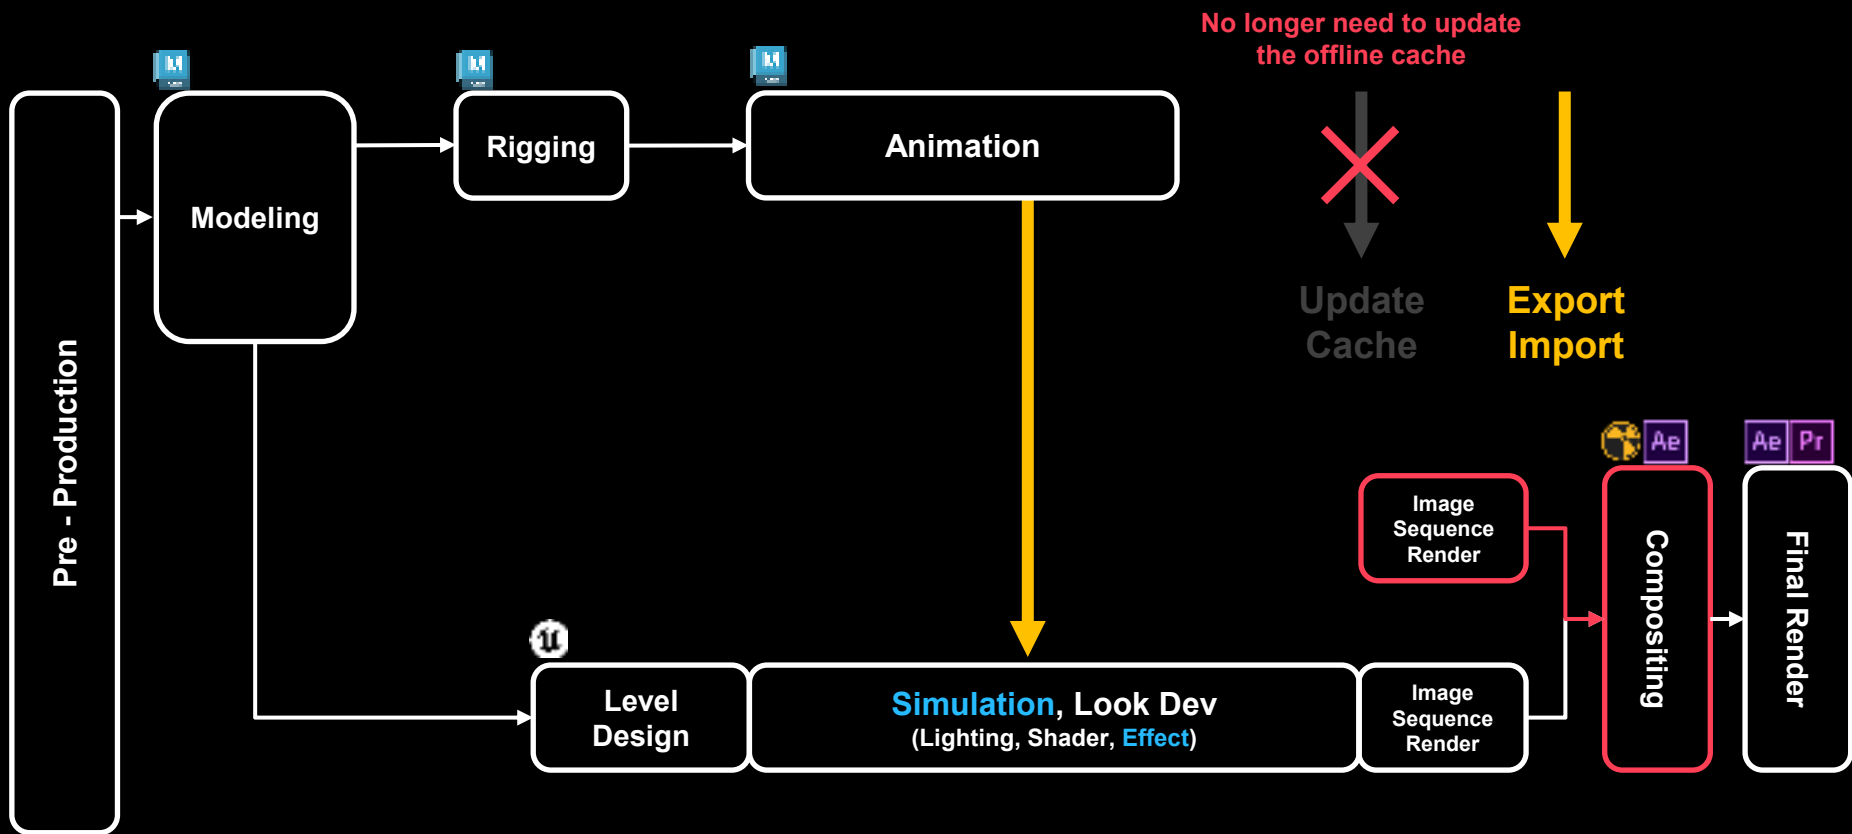 No longer need to update
the offline cache
Pre - Production
Modeling
Rigging
Animation
Update
Cache
Export
Import
Ae
Ae
Pr
Image
Sequence
Render
Compositing
Final Render
Level
Design
Simulation, Look Dev
(Lighting, Shader, Effect)
Image
Sequence
Render